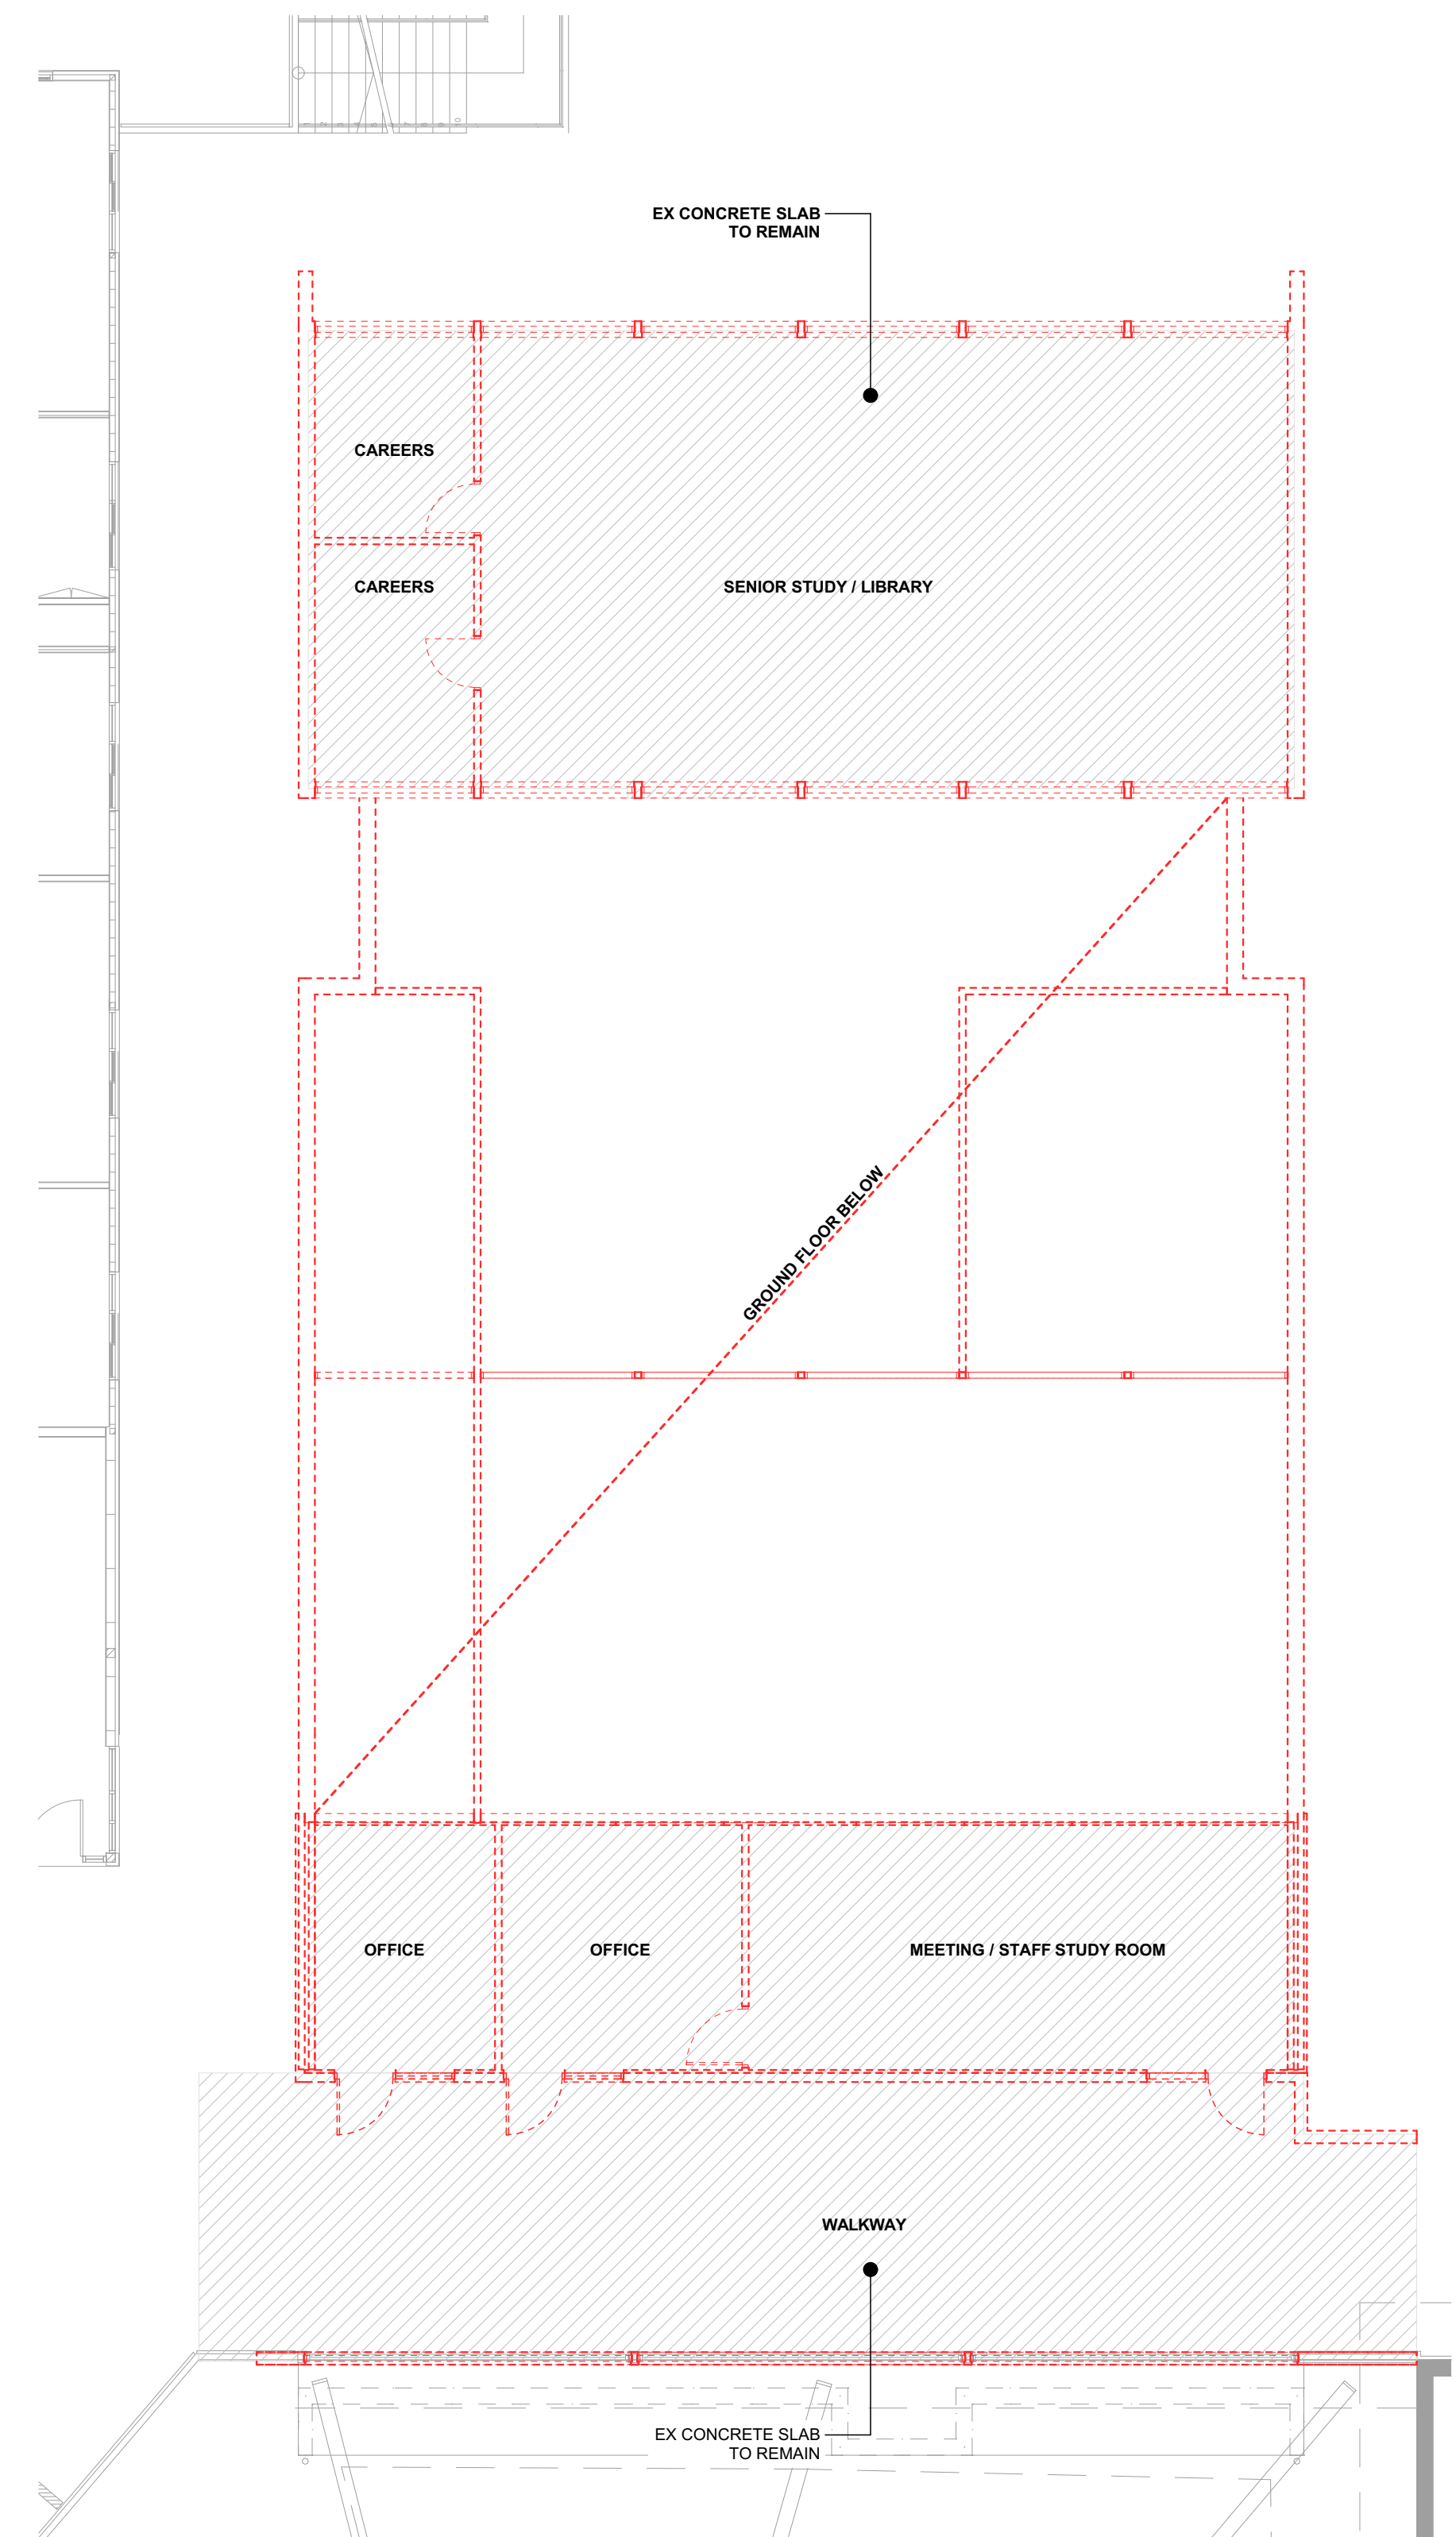 EX CONCRETE SLAB
TO REMAIN
CAREERS
CAREERS
SENIOR STUDY / LIBRARY
GROUND FLOOR BELOW
OFFICE
OFFICE
MEETING / STAFF STUDY ROOM
WALKWAY
EX CONCRETE SLAB
TO REMAIN